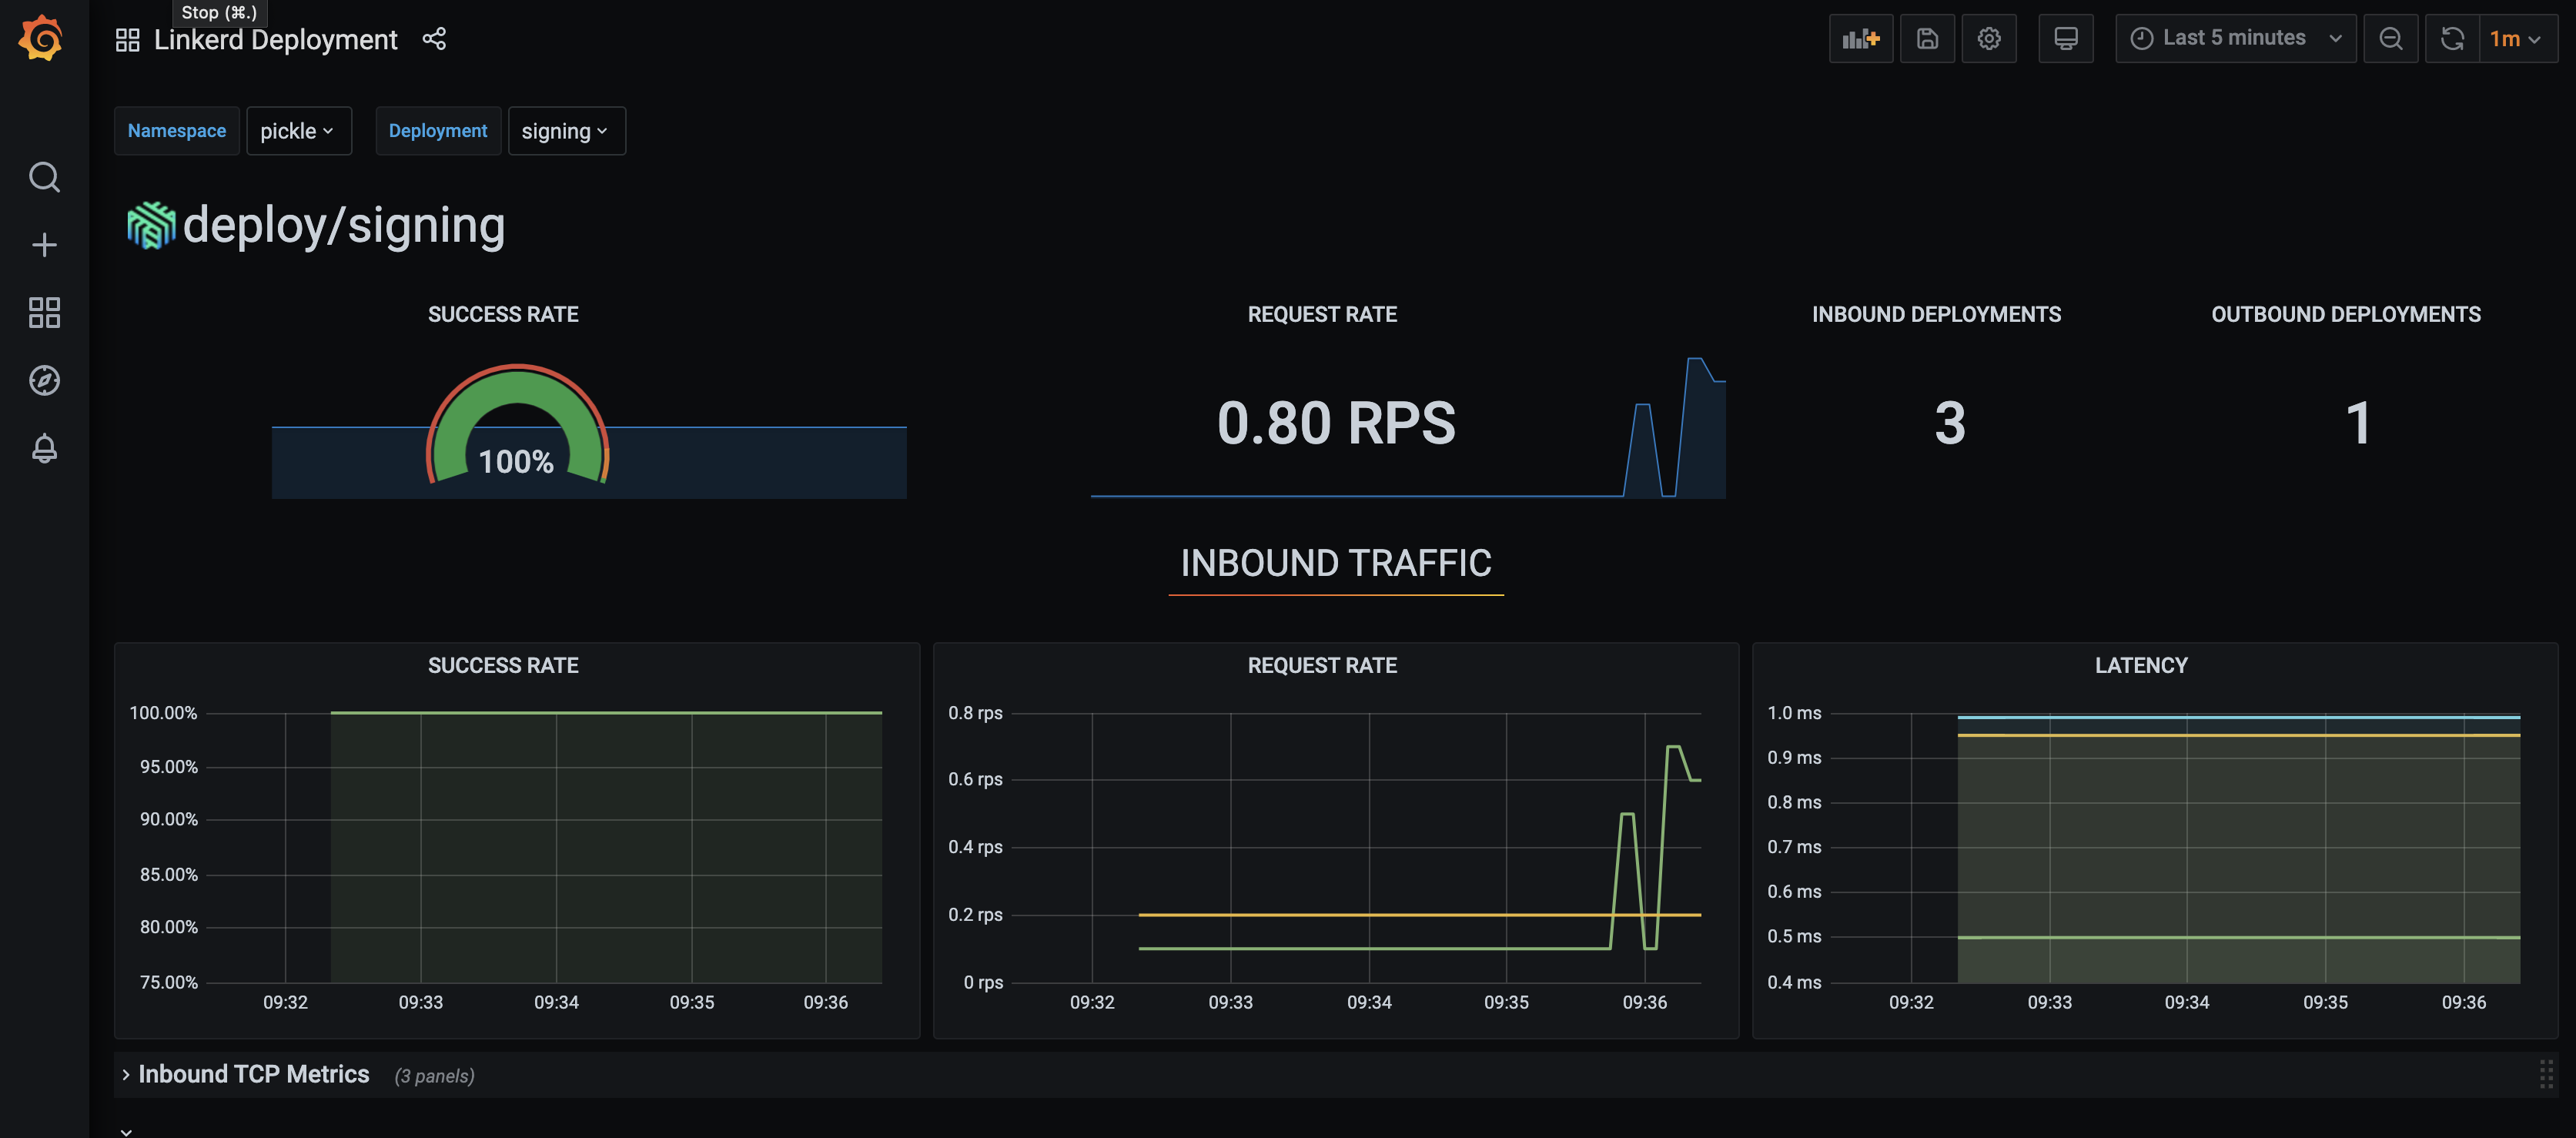 Stop (⌘.)
Linkerd Deployment
Last 5 minutes
1m
Namespace pickle Deployment signing
deploy/signing
SUCCESS RATE
100%
REQUEST RATE
0.80 RPS
INBOUND DEPLOYMENTS
3
OUTBOUND DEPLOYMENTS
1
INBOUND TRAFFIC
SUCCESS RATE
100.00%
95.00%
90.00%
85.00%
80.00%
75.00%
09:32 09:33 09:34 09:35 09:36
REQUEST RATE
0.8 rps
0.6 rps
0.4 rps
0.2 rps
0 rps
09:32 09:33 09:34 09:35 09:36
LATENCY
1.0 ms
0.9 ms
0.8 ms
0.7 ms
0.6 ms
0.5 ms
0.4 ms
09:32 09:33 09:34 09:35 09:36
Inbound TCP Metrics (3 panels)